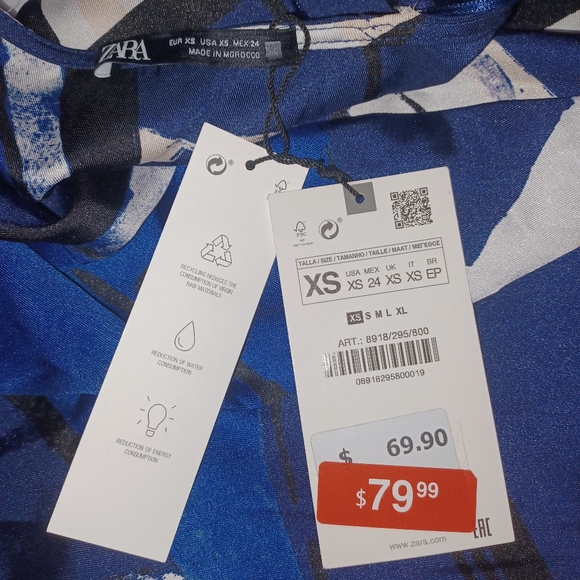 ZARA
EUR XS USA XS MEX 24
MADE IN MOROCCO
RECYCLING REDUCES THE
CONSUMPTION OF VIRGIN
RAW MATERIALS
REDUCTION OF WATER
CONSUMPTION
REDUCTION OF ENERGY
CONSUMPTION
TALLA / SIZE / TAMANHO / TAILLE / MAAT / ΜΕΓΕΘΟΣ
XS
USA MEX UK IT BR
XS 24 XS XS EP
XS S M L XL
ART.: 8918/295/800
08918295800019
$ 69.90
$79.99
www.zara.com
EAC